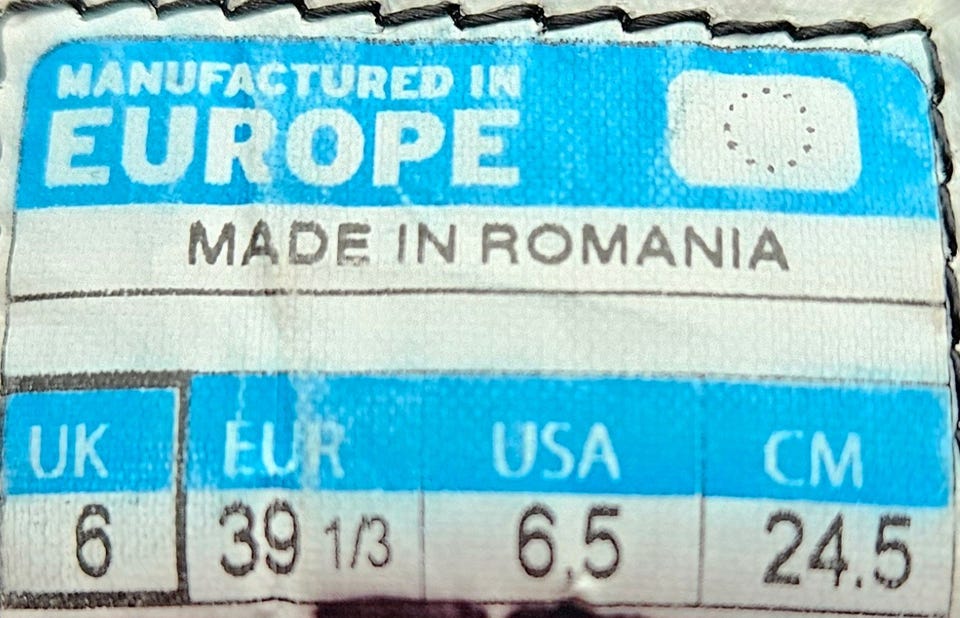 MANUFACTURED IN
EUROPE
MADE IN ROMANIA
UK EUR USA CM
6 39 1/3 6,5 24.5